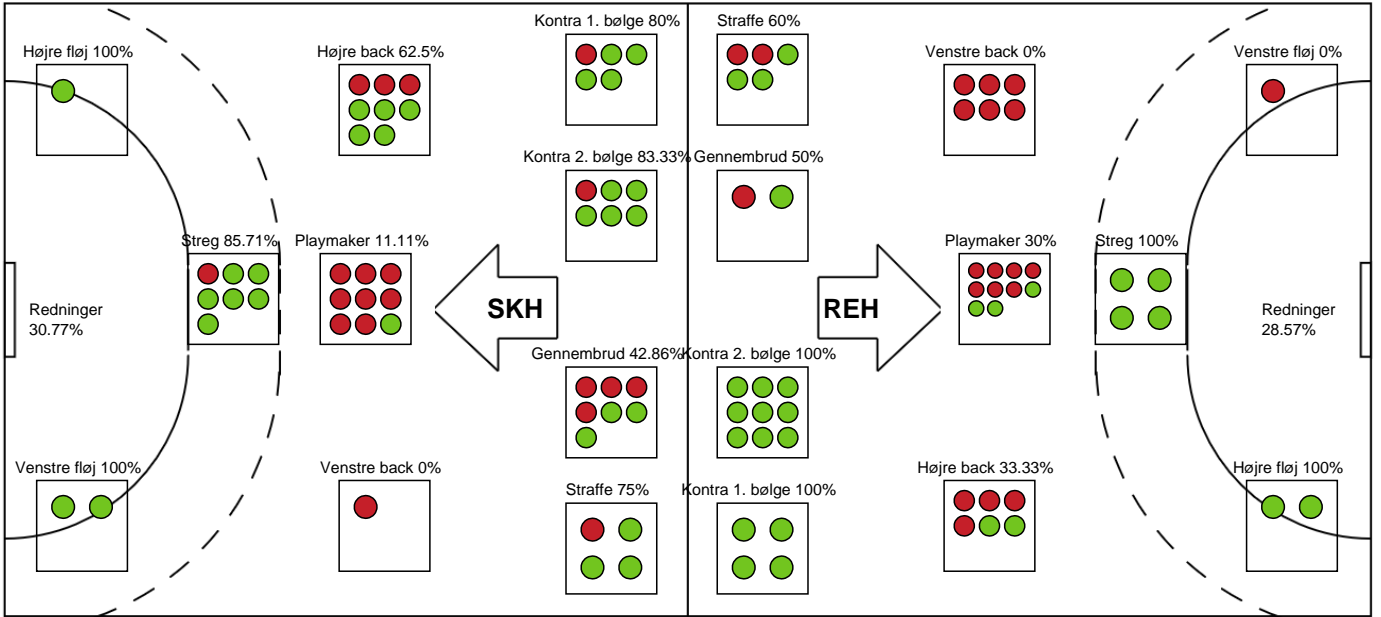 Kontra 1. bølge 80%
Straffe 60%
Højre fløj 100%
Højre back 62.5%
Venstre back 0%
Venstre fløj 0%
Kontra 2. bølge 83.33%
Gennembrud 50%
Streg 85.71%
Playmaker 11.11%
Playmaker 30%
Streg 100%
Redninger
30.77%
SKH
REH
Redninger
28.57%
Gennembrud 42.86%
Kontra 2. bølge 100%
Venstre fløj 100%
Venstre back 0%
Straffe 75%
Kontra 1. bølge 100%
Højre back 33.33%
Højre fløj 100%